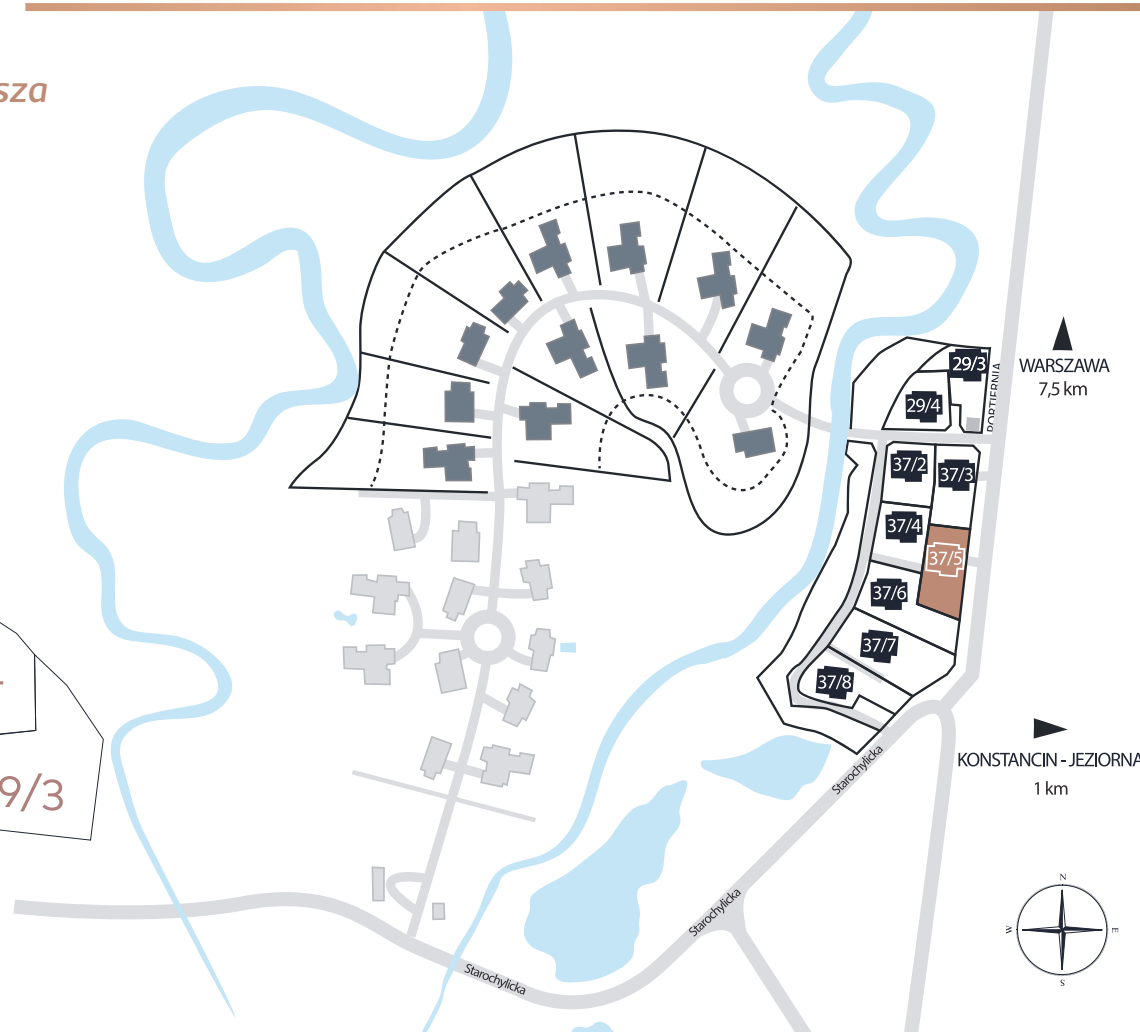 sza
29/3
WARSZAWA
7,5 km
PORTIERNIA
29/4
37/2
37/3
37/4
37/5
37/6
37/7
37/8
9/3
KONSTANCIN - JEZIORNA
1 km
Starochylicka
Starochylicka
Starochylicka
N
W
E
S